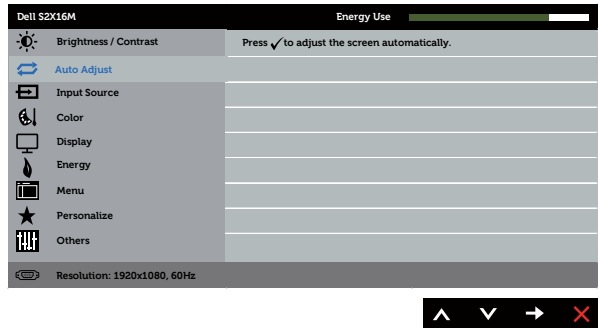 Dell S2X16M Energy Use
Brightness / Contrast
Press ✓to adjust the screen automatically.
Auto Adjust
Input Source
Color
Display
Energy
Menu
Personalize
Others
Resolution: 1920x1080, 60Hz